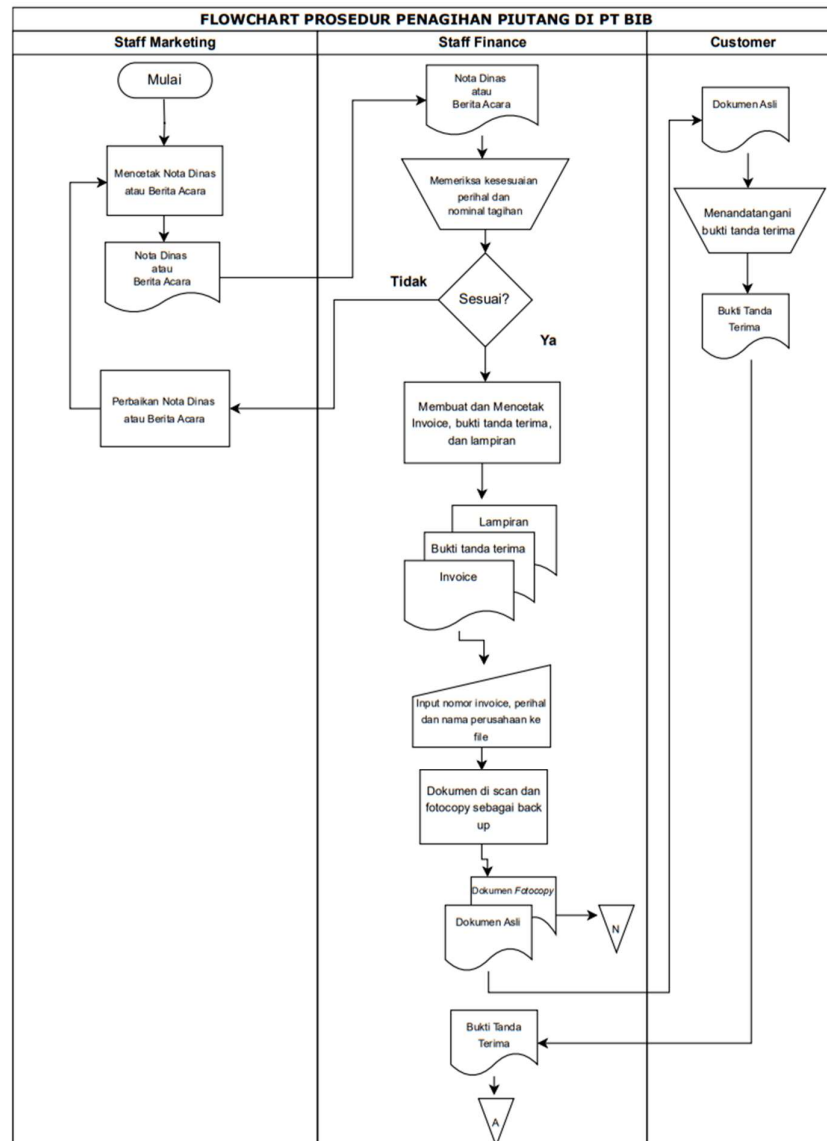 FLOWCHART PROSEDUR PENAGIHAN PIUTANG DI PT BIB
Staff Marketing
Staff Finance
Customer
Mulai
Mencetak Nota Dinas
atau Berita Acara
Nota Dinas
atau
Berita Acara
Perbaikan Nota Dinas
atau Berita Acara
Nota Dinas
atau
Berita Acara
Memeriksa kesesuaian
perihal dan
nominal tagihan
Tidak
Sesuai?
Ya
Membuat dan Mencetak
Invoice, bukti tanda terima,
dan lampiran
Lampiran
Bukti tanda terima
Invoice
Input nomor invoice, perihal
dan nama perusahaan ke
file
Dokumen di scan dan
fotocopy sebagai back
up
Dokumen Fotocopy
Dokumen Asli
N
Dokumen Asli
Menandatangani
bukti tanda terima
Bukti Tanda
Terima
Bukti Tanda
Terima
A